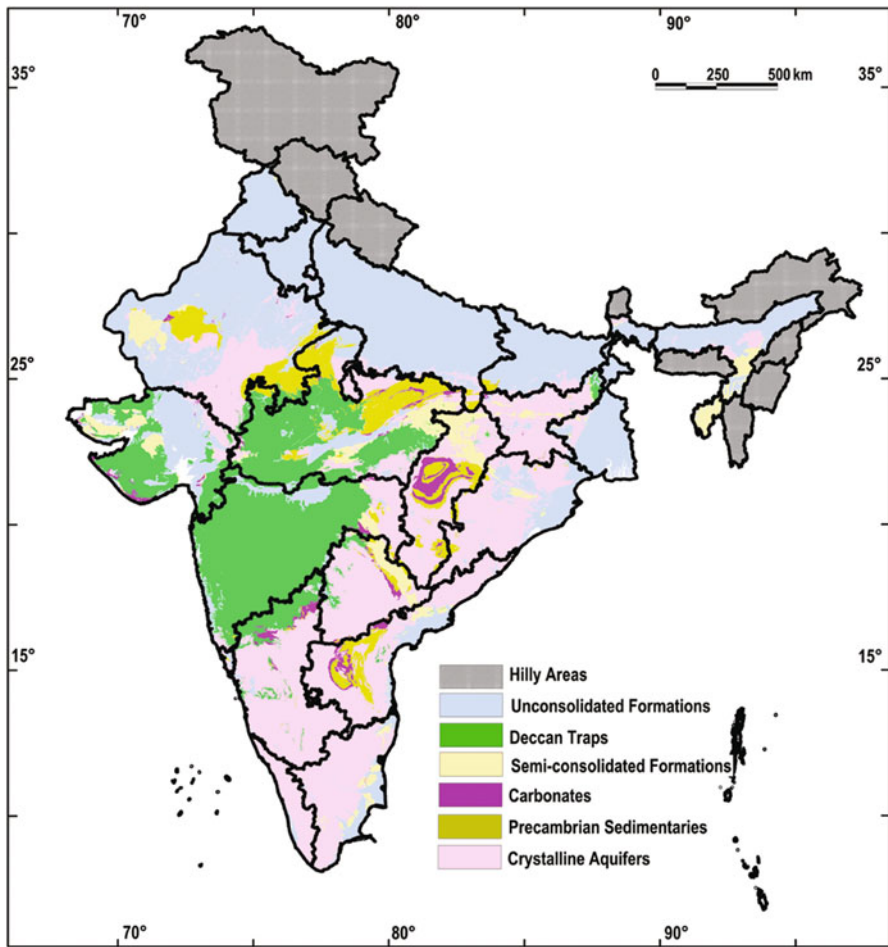 70°
80°
90°
35°
35°
0
250
500 km
25°
25°
15°
15°
Hilly Areas
Unconsolidated Formations
Deccan Traps
Semi-consolidated Formations
Carbonates
Precambrian Sedimentaries
Crystalline Aquifers
70°
80°
90°